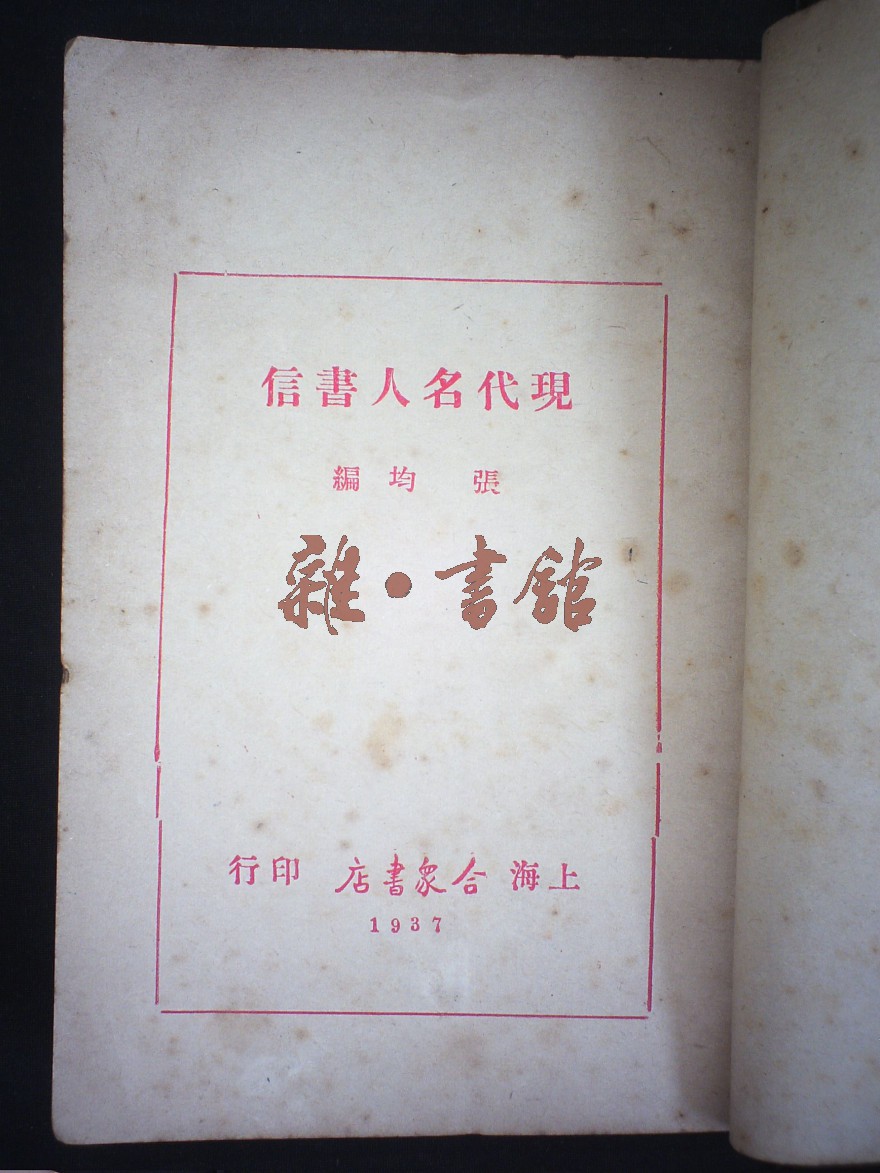 現代名人書信
張 均編
雜·書館
上海 合衆書店 印行
1937